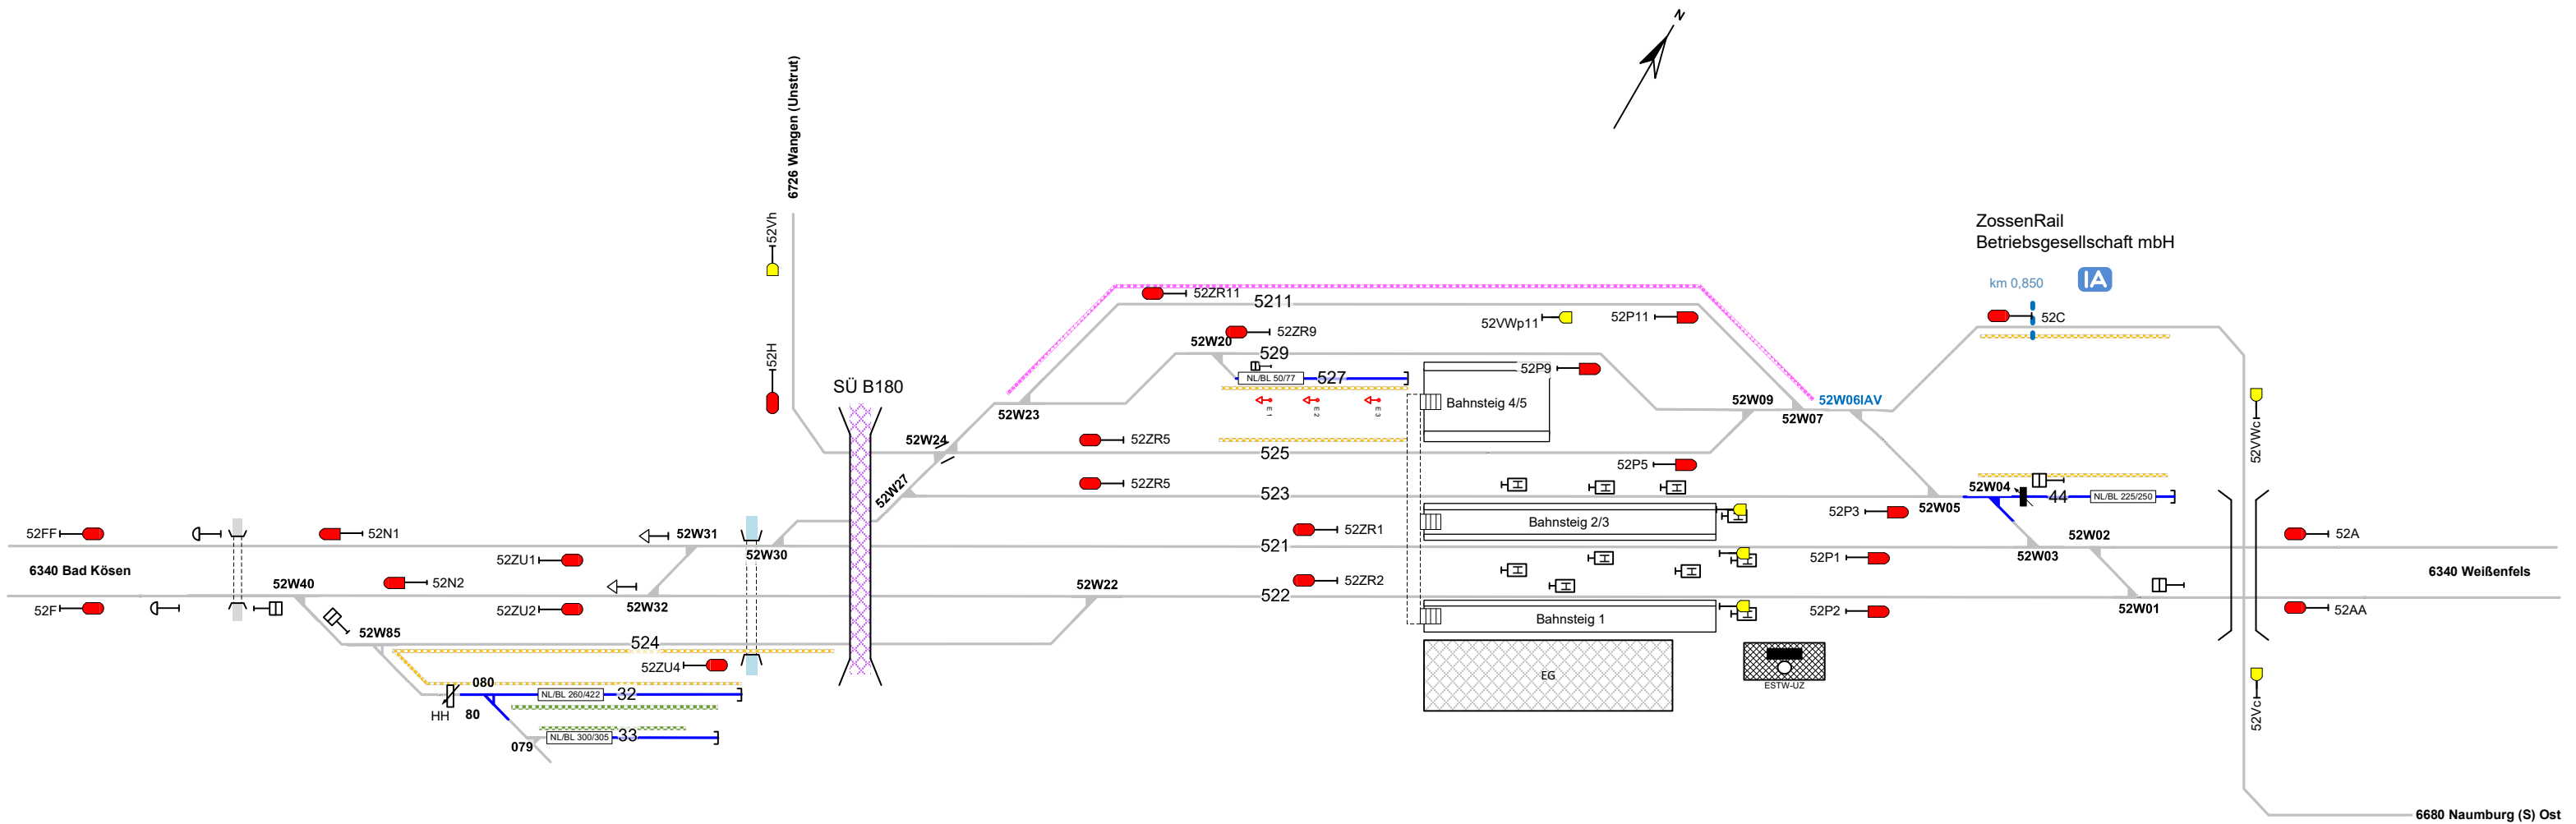 N
6726 Wangen (Unstrut)
52Vh
52H
SÜ B180
ZossenRail
Betriebsgesellschaft mbH
km 0,850
IA
52C
52ZR11
5211
52VWp11
52P11
52ZR9
52W20
529
NL/BL 50/77
527
52P9
E 1
E 2
E 3
Bahnsteig 4/5
52W23
52W09
52W07
52W06IAV
52VWc
52W24
52ZR5
525
52P5
52W27
52ZR5
523
52W04
44
NL/BL 225/250
52W05
52P3
Bahnsteig 2/3
52FF
52N1
52W31
52W30
52ZR1
521
52ZU1
52P1
52W02
52W03
52A
6340 Bad Kösen
6340 Weißenfels
52W40
52N2
52ZR2
52W22
522
52F
52ZU2
52W32
Bahnsteig 1
52P2
52W01
52AA
52W85
524
52ZU4
EG
ESTW-UZ
52Vc
080
NL/BL 260/422
32
HH
80
079
NL/BL 300/305
33
6680 Naumburg (S) Ost